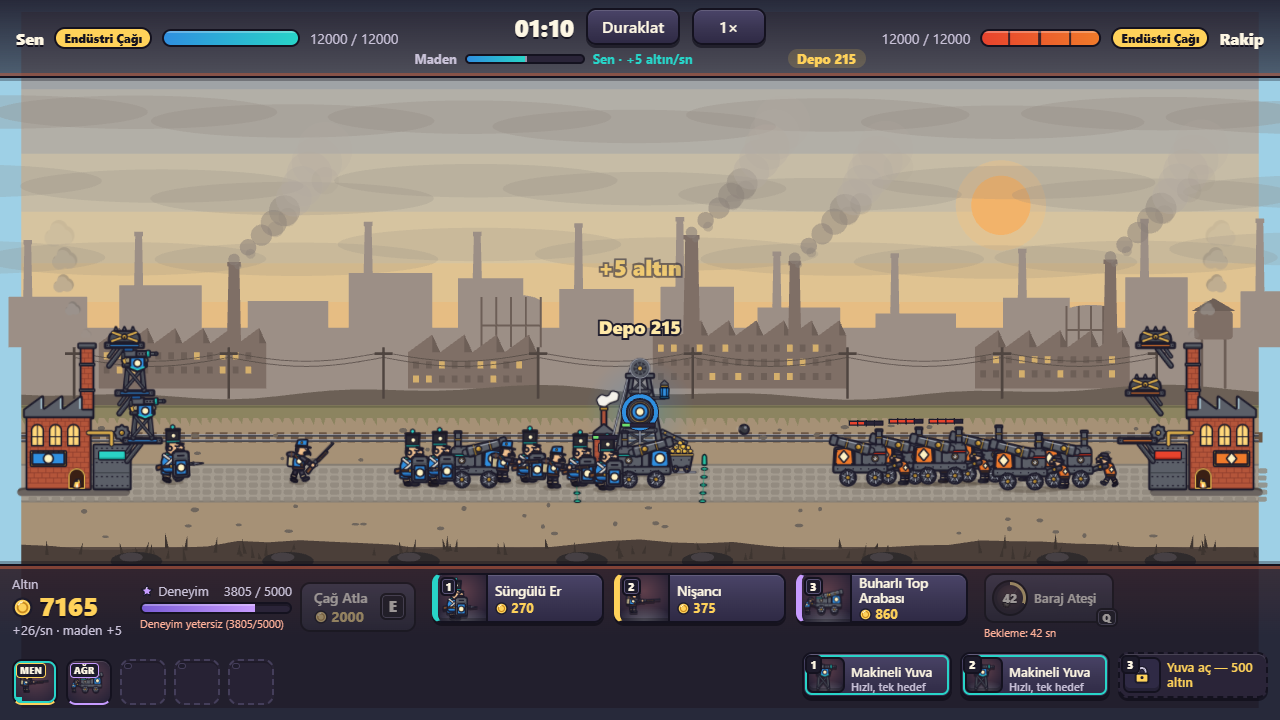 Sen
Endüstri Çağı
12000 / 12000
01:10
Duraklat
1×
12000 / 12000
Endüstri Çağı
Rakip
Maden
Sen · +5 altın/sn
Depo 215
+5 altın
Depo 215
Altın
7165
+26/sn · maden +5
Deneyim
3805 / 5000
Deneyim yetersiz (3805/5000)
Çağ Atla
2000
E
1
Süngülü Er
270
2
Nişancı
375
3
Buharlı Top
Arabası
860
42
Baraj Ateşi
Q
Bekleme: 42 sn
MEN
AĞR
1
Makineli Yuva
Hızlı, tek hedef
2
Makineli Yuva
Hızlı, tek hedef
3
Yuva aç — 500
altın